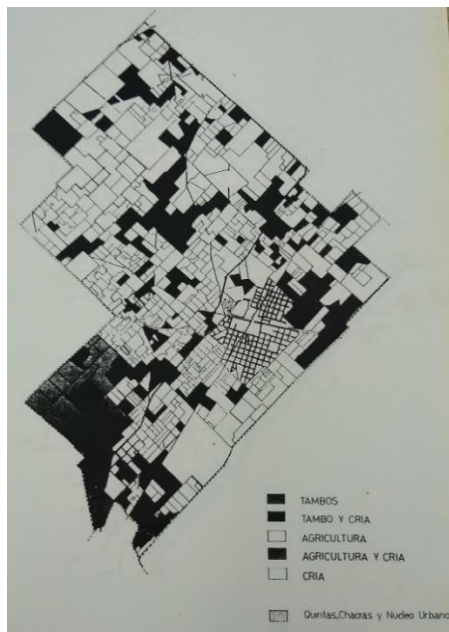 TAMBOS
TAMBO Y CRIA
AGRICULTURA
AGRICULTURA Y CRIA
CRIA
Quintas,Chacras y Nucleo Urbano